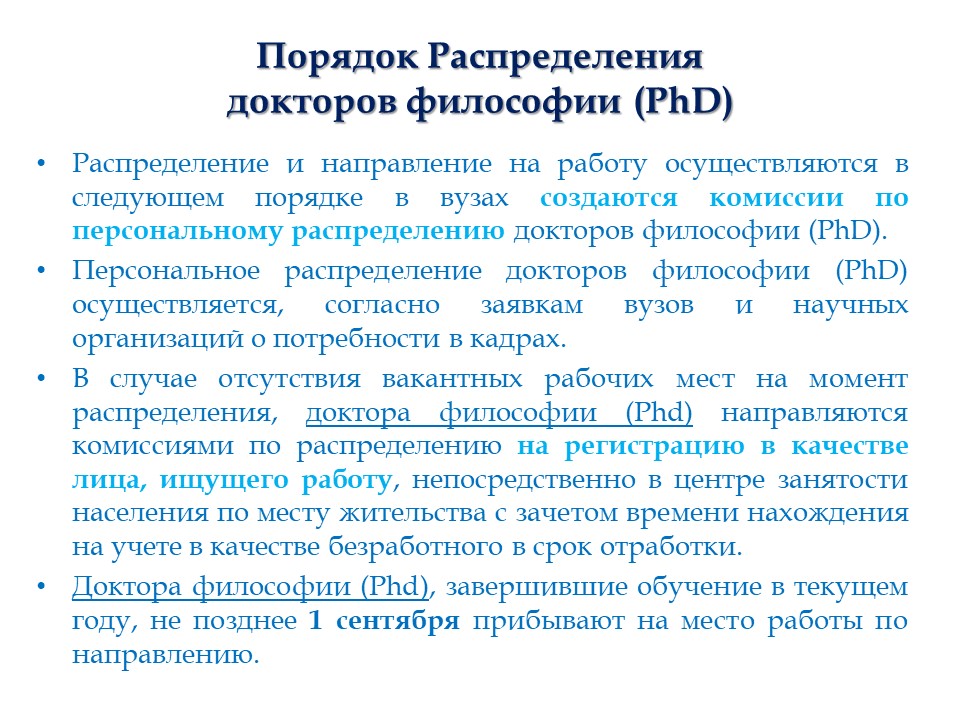 Порядок Распределения
докторов философии (PhD)
• Распределение и направление на работу осуществляются в
следующем порядке в вузах создаются комиссии по
персональному распределению докторов философии (PhD).
• Персональное распределение докторов философии (PhD)
осуществляется, согласно заявкам вузов и научных
организаций о потребности в кадрах.
• В случае отсутствия вакантных рабочих мест на момент
распределения, доктора философии (Phd) направляются
комиссиями по распределению на регистрацию в качестве
лица, ищущего работу, непосредственно в центре занятости
населения по месту жительства с зачетом времени нахождения
на учете в качестве безработного в срок отработки.
• Доктора философии (Phd), завершившие обучение в текущем
году, не позднее 1 сентября прибывают на место работы по
направлению.